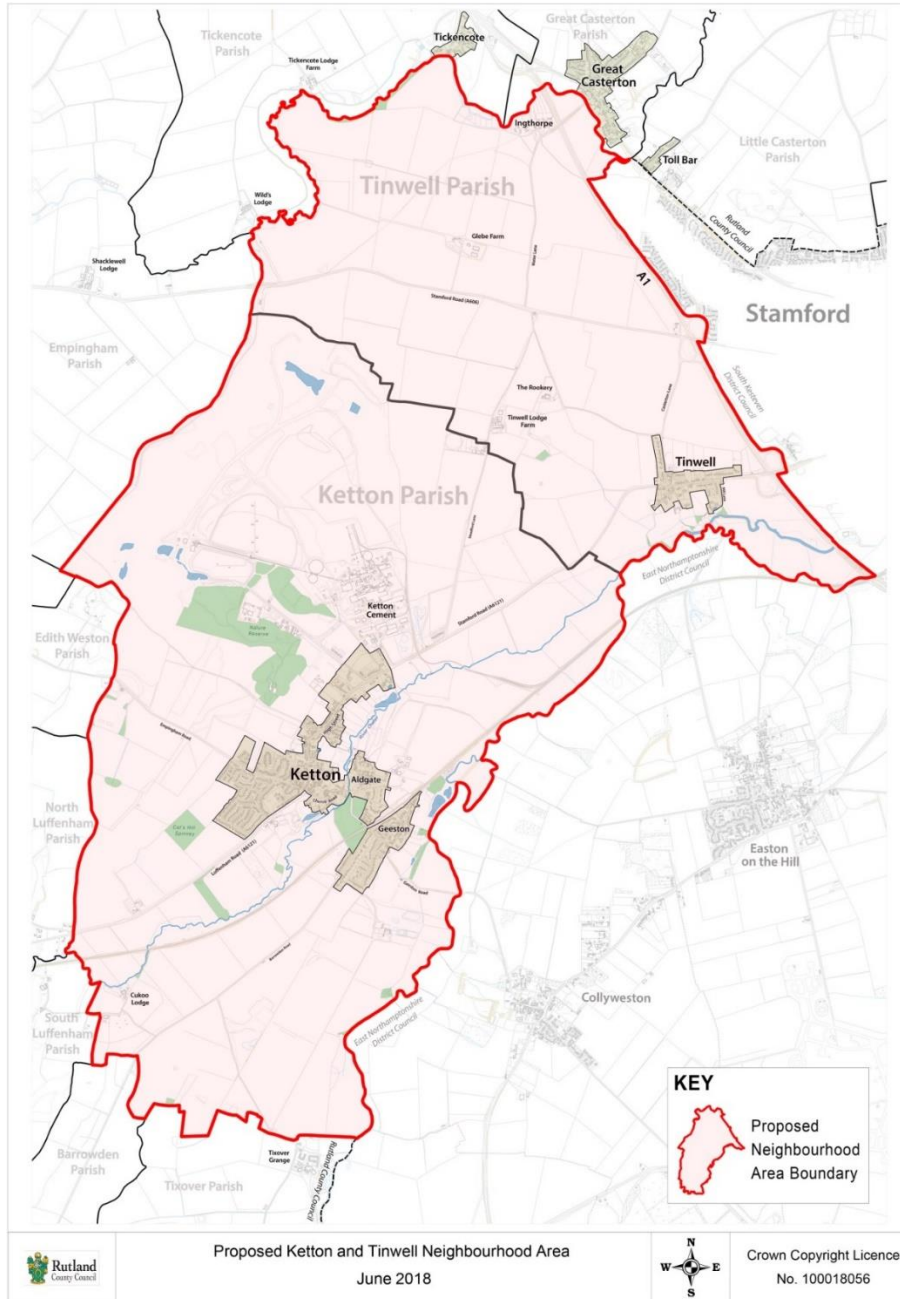 Tickencote
Parish
Great Casterton
Parish
Tickencote
Tickencote Lodge
Farm
Great
Casterton
Ingthorpe
Toll Bar
Little Casterton
Parish
Tinwell Parish
Wild's
Lodge
Rutland
County Council
Glebe Farm
Shacklewell
Lodge
A1
Stamford Road (A606)
Stamford
Empingham
Parish
South Kesteven
District Council
The Rookery
Tinwell Lodge
Farm
Tinwell
Ketton Parish
East Northamptonshire
District Council
Ketton
Cement
Stamford Road (A6121)
Nature
Reserve
Edith Weston
Parish
Empingham Road
Ketton
Aldgate
North
Luffenham
Parish
Geeston
Luffenham Road (A6121)
Easton
on the Hill
Cukoo
Lodge
Collyweston
South
Luffenham
Parish
East Northamptonshire
District Council
KEY
Proposed
Neighbourhood
Area Boundary
Barrowden
Parish
Tixover
Grange
Tixover Parish
Rutland County Council
Rutland
County Council
Proposed Ketton and Tinwell Neighbourhood Area
June 2018
N
W
E
S
Crown Copyright Licence
No. 100018056